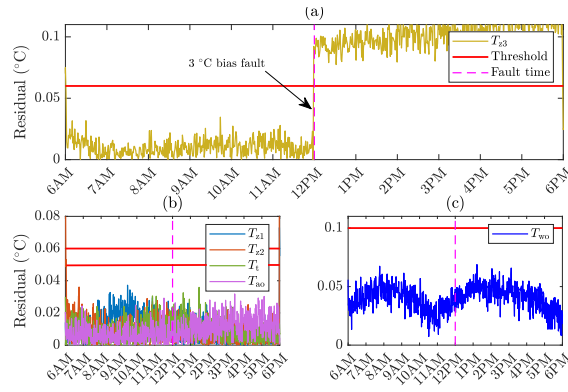 (a)
Residual (°C)
0.1
0.05
0
3 °C bias fault
T_z3
Threshold
Fault time
6AM 7AM 8AM 9AM 10AM 11AM 12PM 1PM 2PM 3PM 4PM 5PM 6PM
(b)
Residual (°C)
0.08
0.06
0.04
0.02
0
T_z1
T_z2
T_t
T_ao
6AM 7AM 8AM 9AM 10AM 11AM 12PM 1PM 2PM 3PM 4PM 5PM 6PM
(c)
0.1
0.05
0
T_wo
6AM 7AM 8AM 9AM 10AM 11AM 12PM 1PM 2PM 3PM 4PM 5PM 6PM